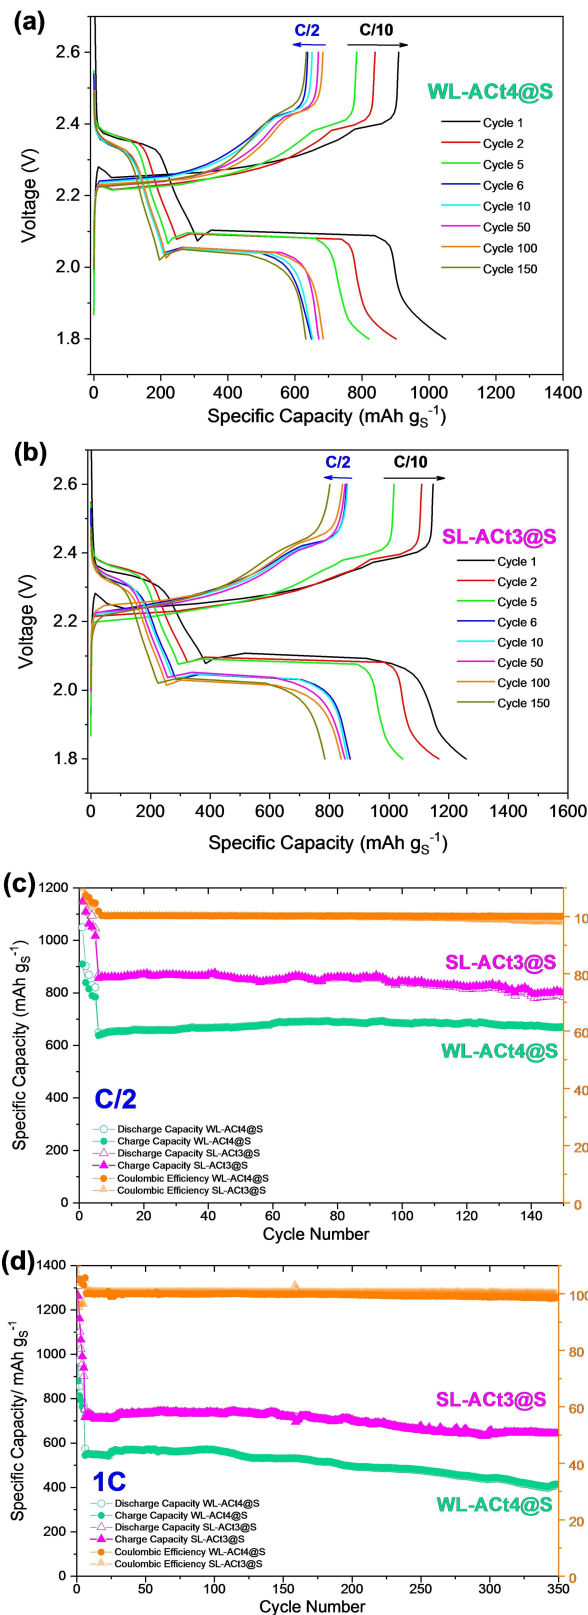 (a)
C/2
C/10
WL-ACt4@S
Cycle 1
Cycle 2
Cycle 5
Cycle 6
Cycle 10
Cycle 50
Cycle 100
Cycle 150
Voltage (V)
2.6
2.4
2.2
2.0
1.8
0 200 400 600 800 1000 1200
Specific Capacity (mAh gS-1)
(b)
C/2
C/10
SL-ACt3@S
Cycle 1
Cycle 2
Cycle 5
Cycle 6
Cycle 10
Cycle 50
Cycle 100
Cycle 150
Voltage (V)
2.6
2.4
2.2
2.0
1.8
0 200 400 600 800 1000 1200 1400 1600
Specific Capacity (mAh gS-1)
(c)
SL-ACt3@S
WL-ACt4@S
C/2
Discharge Capacity WL-ACt4@S
Charge Capacity WL-ACt4@S
Discharge Capacity SL-ACt3@S
Charge Capacity SL-ACt3@S
Coulombic Efficiency WL-ACt4@S
Coulombic Efficiency SL-ACt3@S
Specific Capacity (mAh gS-1)
1200
1000
800
600
400
200
0
80
60
40
20
0
0 20 40 60 80 100 120 140
Cycle Number
(d)
SL-ACt3@S
WL-ACt4@S
1C
Discharge Capacity WL-ACt4@S
Charge Capacity WL-ACt4@S
Discharge Capacity SL-ACt3@S
Charge Capacity SL-ACt3@S
Coulombic Efficiency WL-ACt4@S
Coulombic Efficiency SL-ACt3@S
Specific Capacity/ mAh gS-1
1400
1200
1000
800
600
400
200
0
100
80
60
40
20
0
0 50 100 150 200 250 300 350
Cycle Number